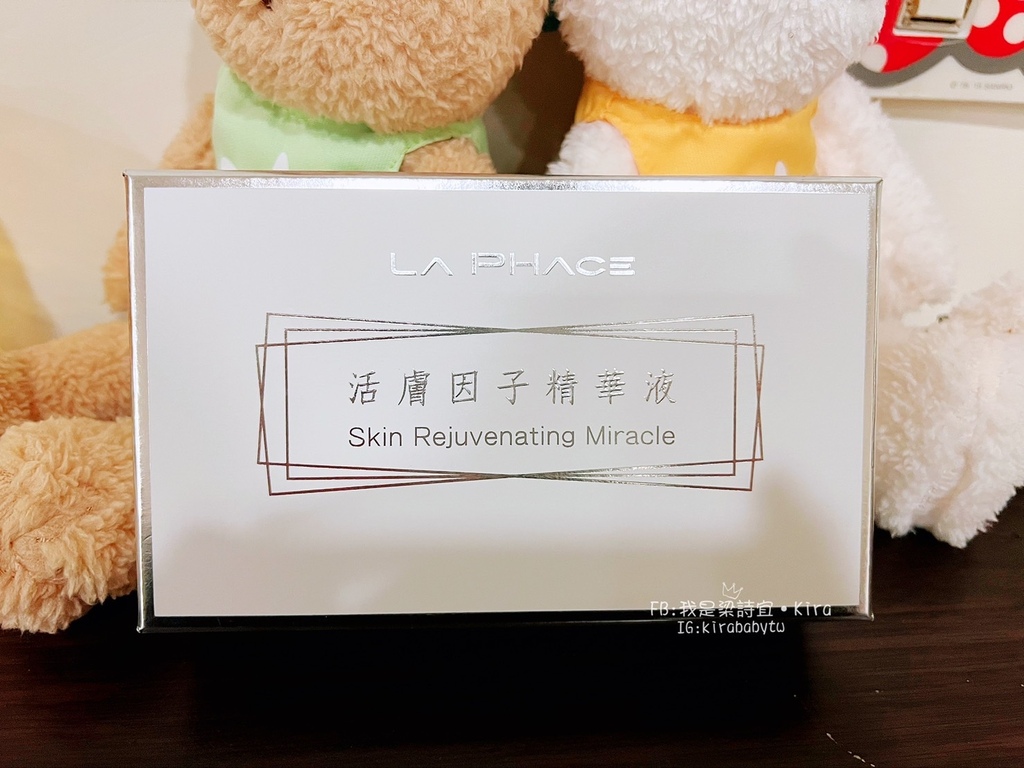 LA PHACE
活膚因子精華液
Skin Rejuvenating Miracle
FB:我是梁詩宜•kira
IG:kirababytw